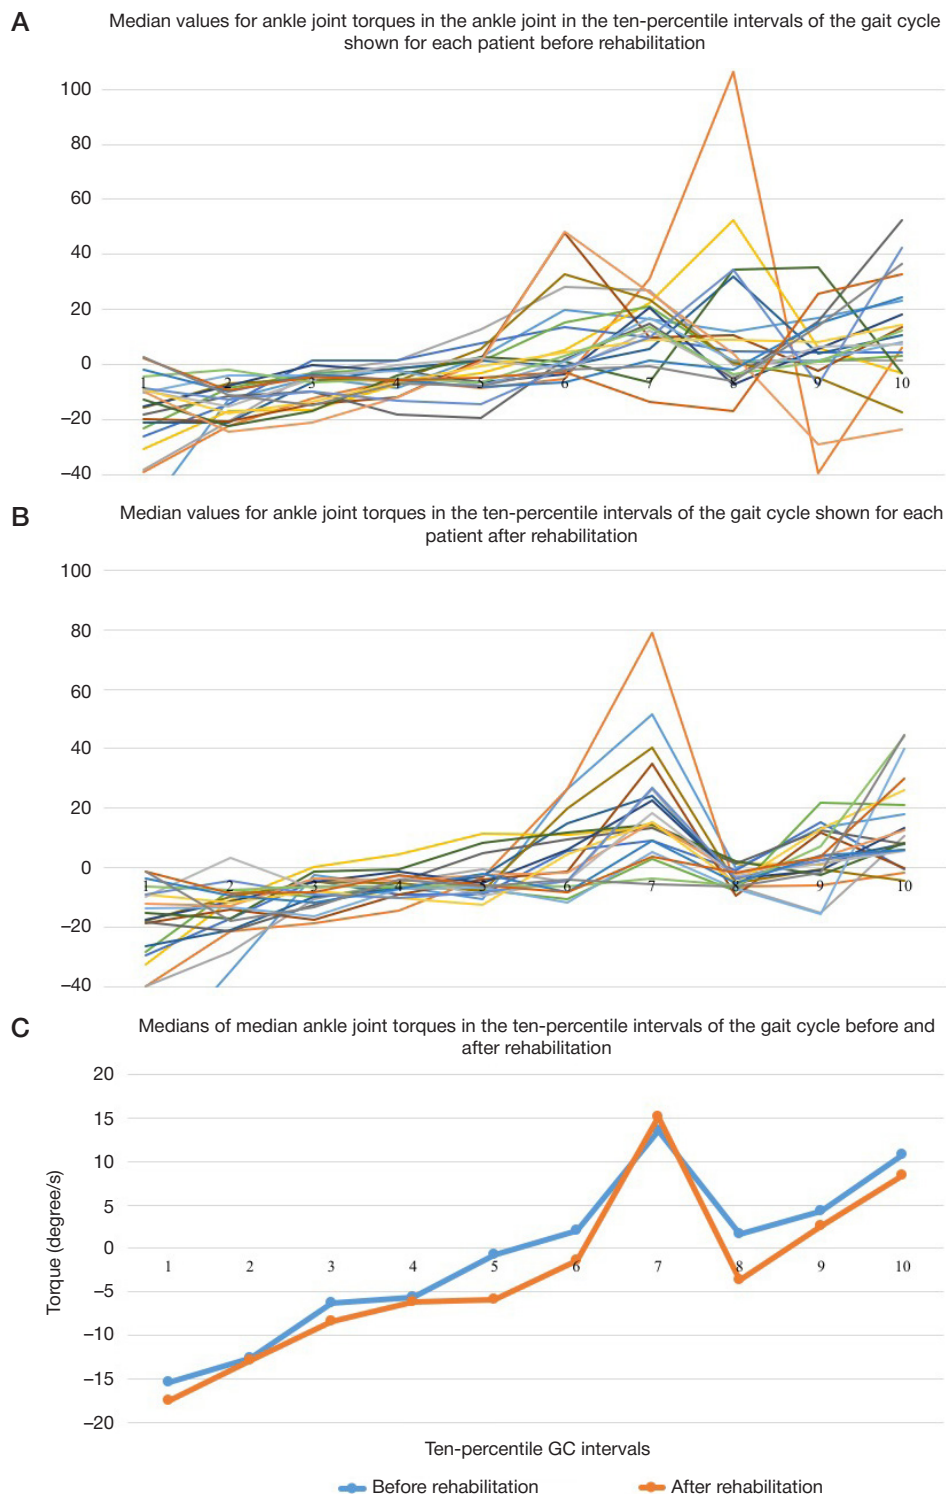 A
Median values for ankle joint torques in the ankle joint in the ten-percentile intervals of the gait cycle
shown for each patient before rehabilitation
100
80
60
40
20
0
1 2 3 4 5 6 7 8 9 10
–20
–40
B
Median values for ankle joint torques in the ten-percentile intervals of the gait cycle shown for each
patient after rehabilitation
100
80
60
40
20
0
1 2 3 4 5 6 7 8 9 10
–20
–40
C
Medians of median ankle joint torques in the ten-percentile intervals of the gait cycle before and
after rehabilitation
Torque (degree/s)
20
15
10
5
0
1 2 3 4 5 6 7 8 9 10
–5
–10
–15
–20
Ten-percentile GC intervals
Before rehabilitation After rehabilitation